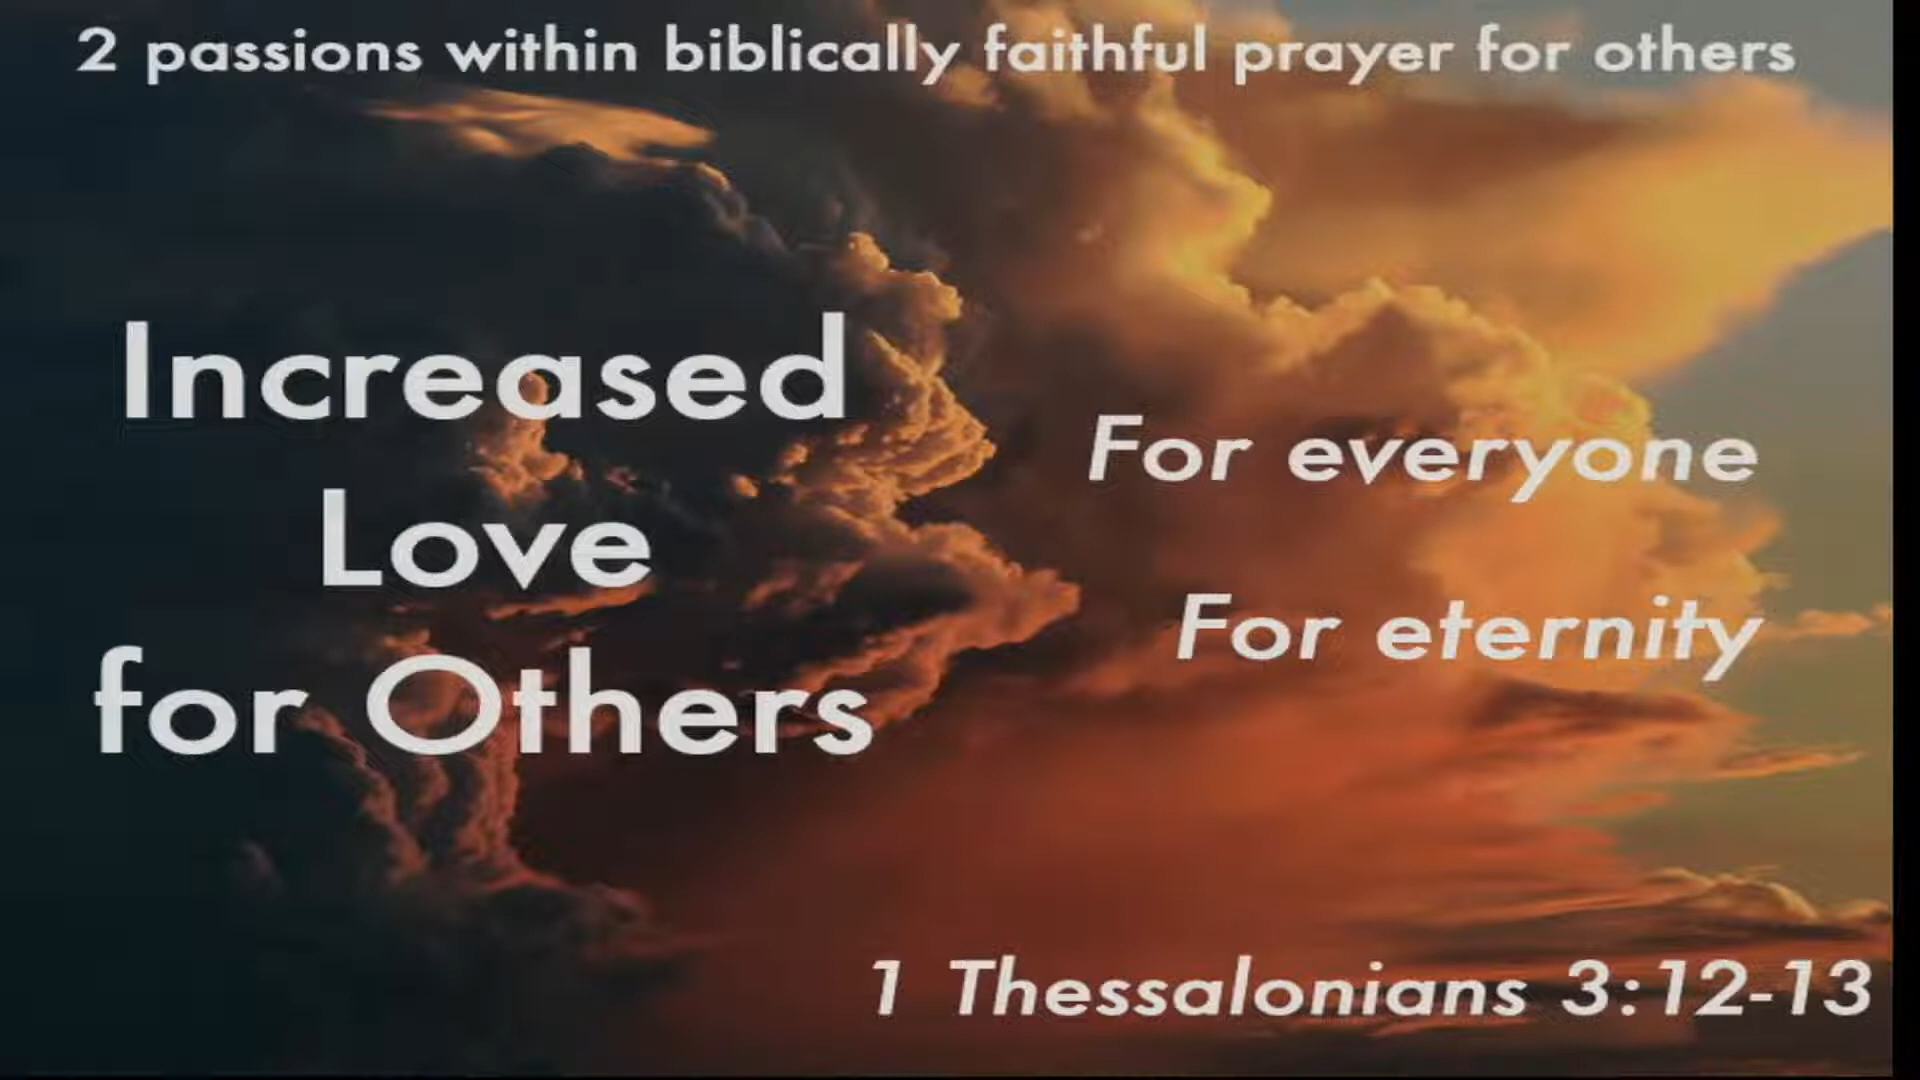 2 passions within biblically faithful prayer for others
Increased
Love
for Others
For everyone
For eternity
1 Thessalonians 3:12-13